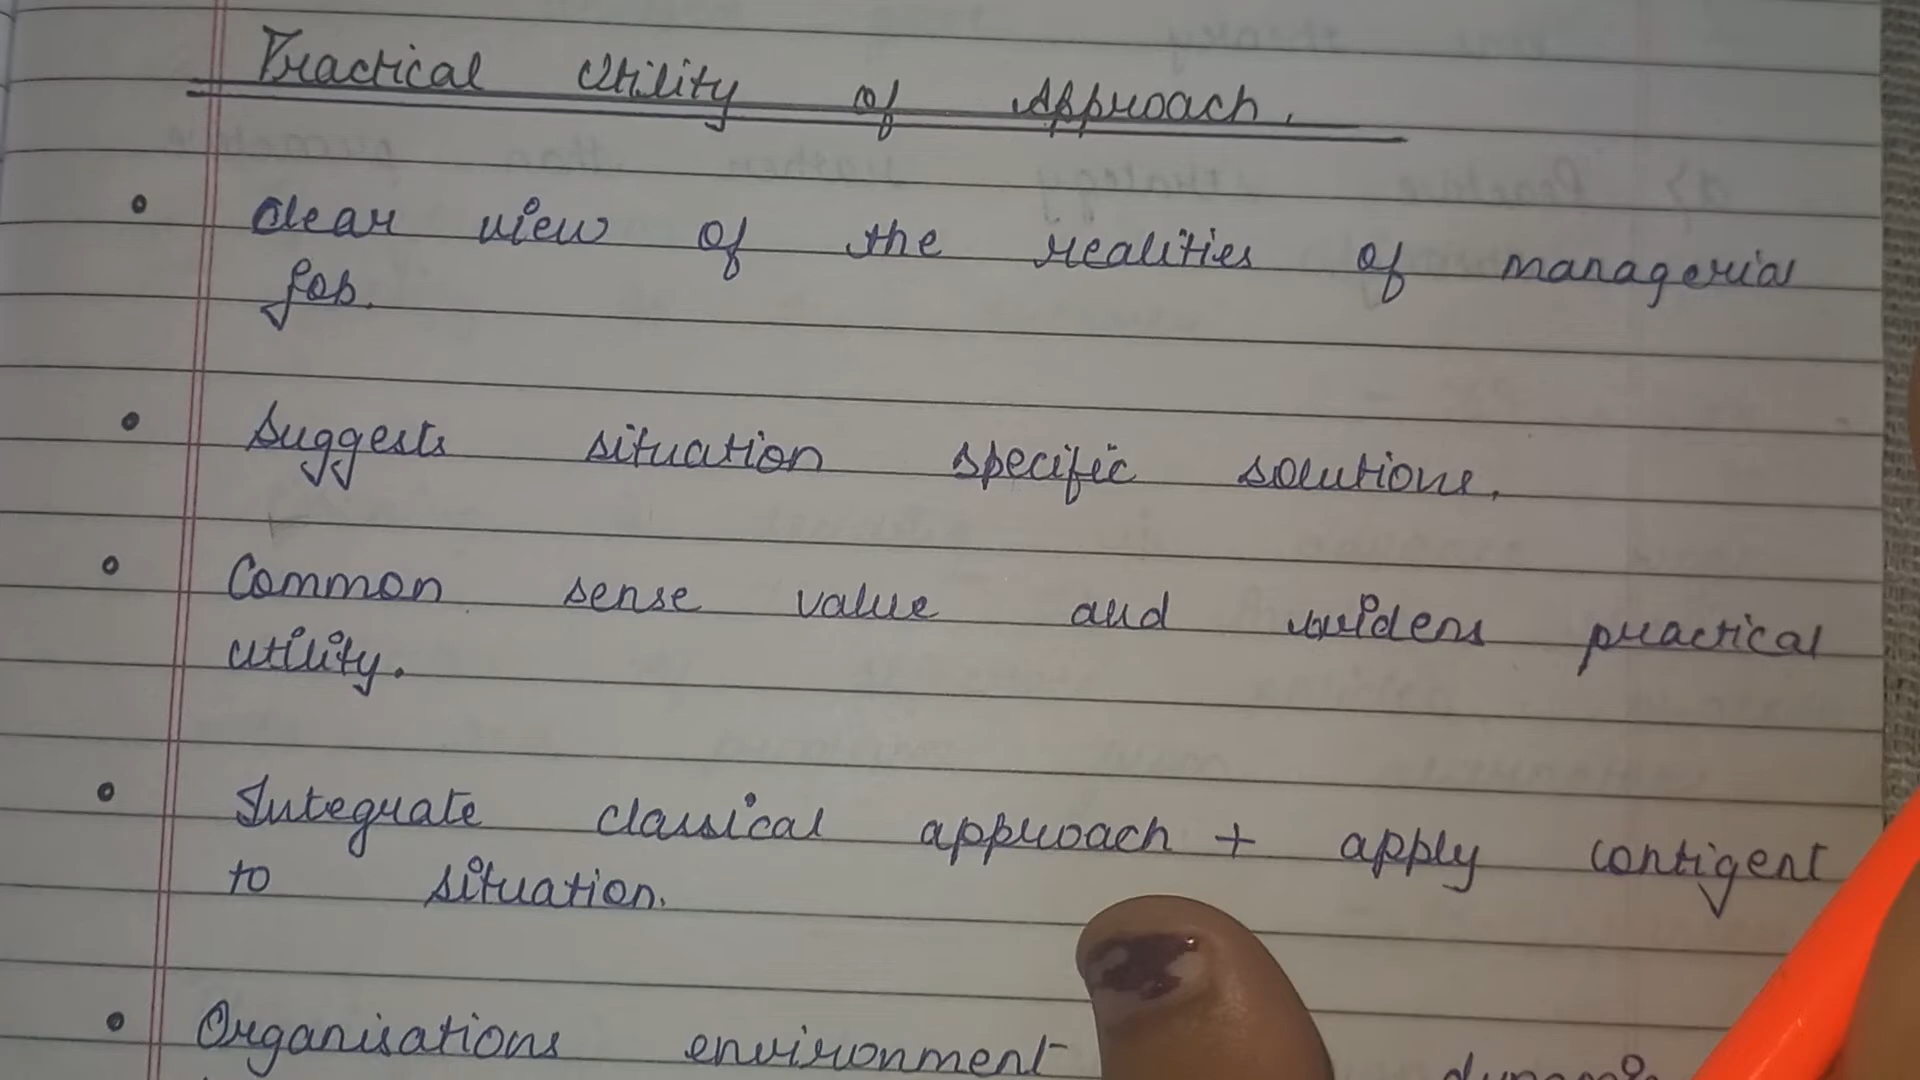 Practical Utility of Approach.
• Clear view of the realities of managerial
job.
• Suggests situation specific solutions.
• Common sense value and widens practical
utility.
• Integrate classical approach + apply contigent
to situation.
• Organisations environment